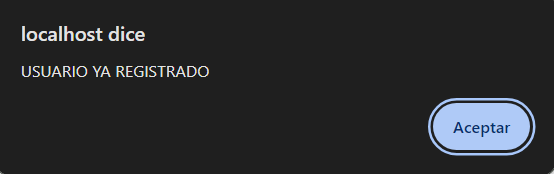 localhost dice
USUARIO YA REGISTRADO
Aceptar